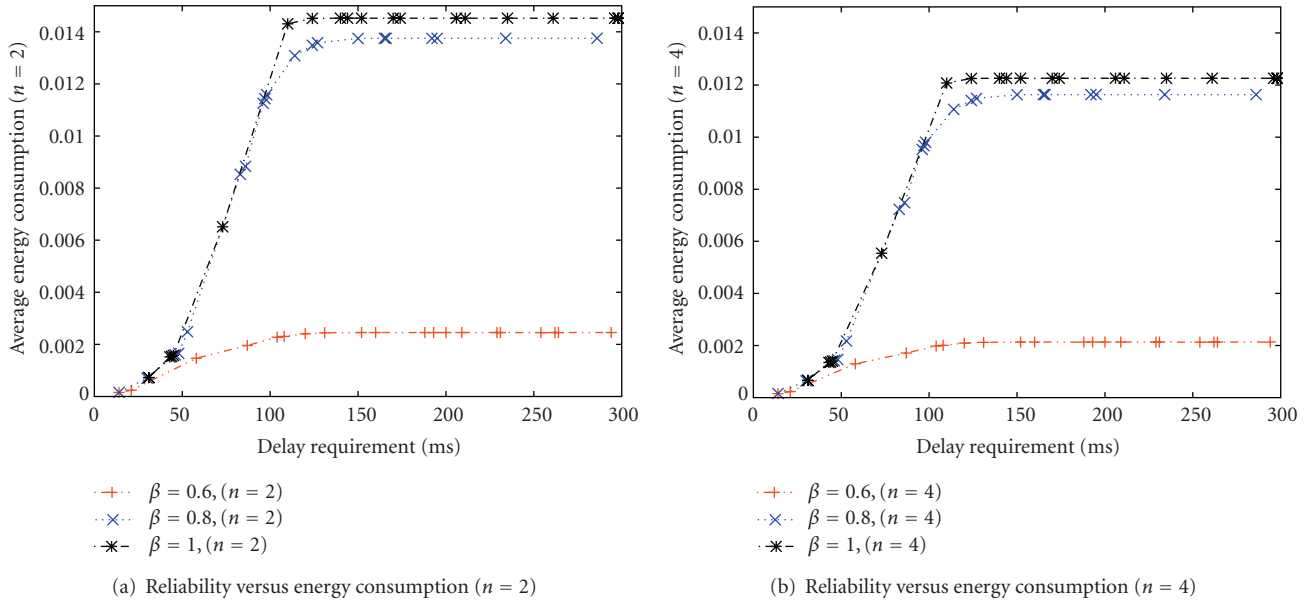 Average energy consumption (n = 2)
0.014
0.012
0.01
0.008
0.006
0.004
0.002
0
0 50 100 150 200 250 300
Delay requirement (ms)
β = 0.6, (n = 2)
β = 0.8, (n = 2)
β = 1, (n = 2)
(a) Reliability versus energy consumption (n = 2)
Average energy consumption (n = 4)
0.014
0.012
0.01
0.008
0.006
0.004
0.002
0
0 50 100 150 200 250 300
Delay requirement (ms)
β = 0.6, (n = 4)
β = 0.8, (n = 4)
β = 1, (n = 4)
(b) Reliability versus energy consumption (n = 4)